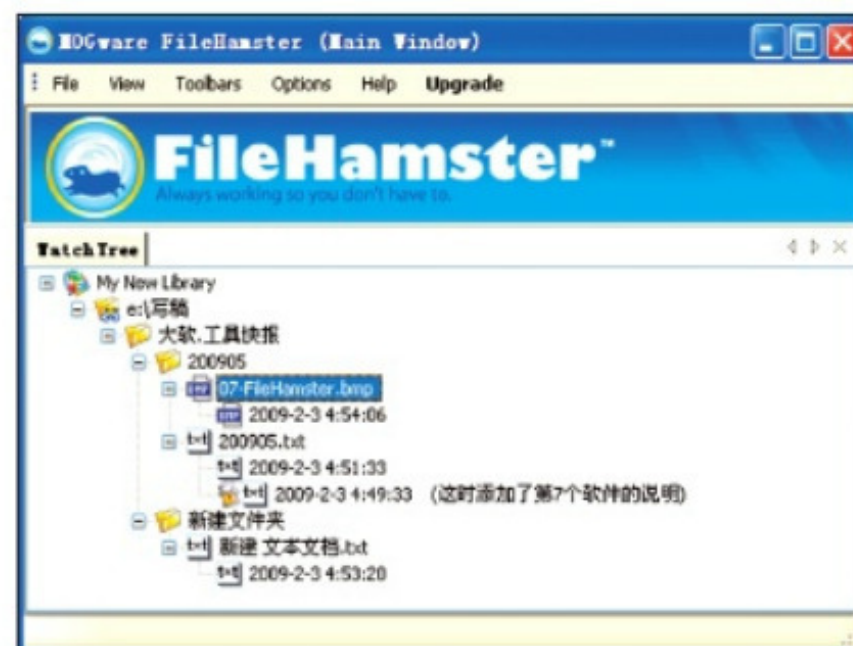 MOGware FileHamster (Main Window)
File View Toolbars Options Help Upgrade
FileHamster™
Always working so you don't have to.
WatchTree
My New Library
e:\写稿
大软.工具快报
200905
07-FileHamster.bmp
2009-2-3 4:54:06
200905.txt
2009-2-3 4:51:33
2009-2-3 4:49:33 (这时添加了第7个软件的说明)
新建文件夹
新建 文本文档.txt
2009-2-3 4:53:20